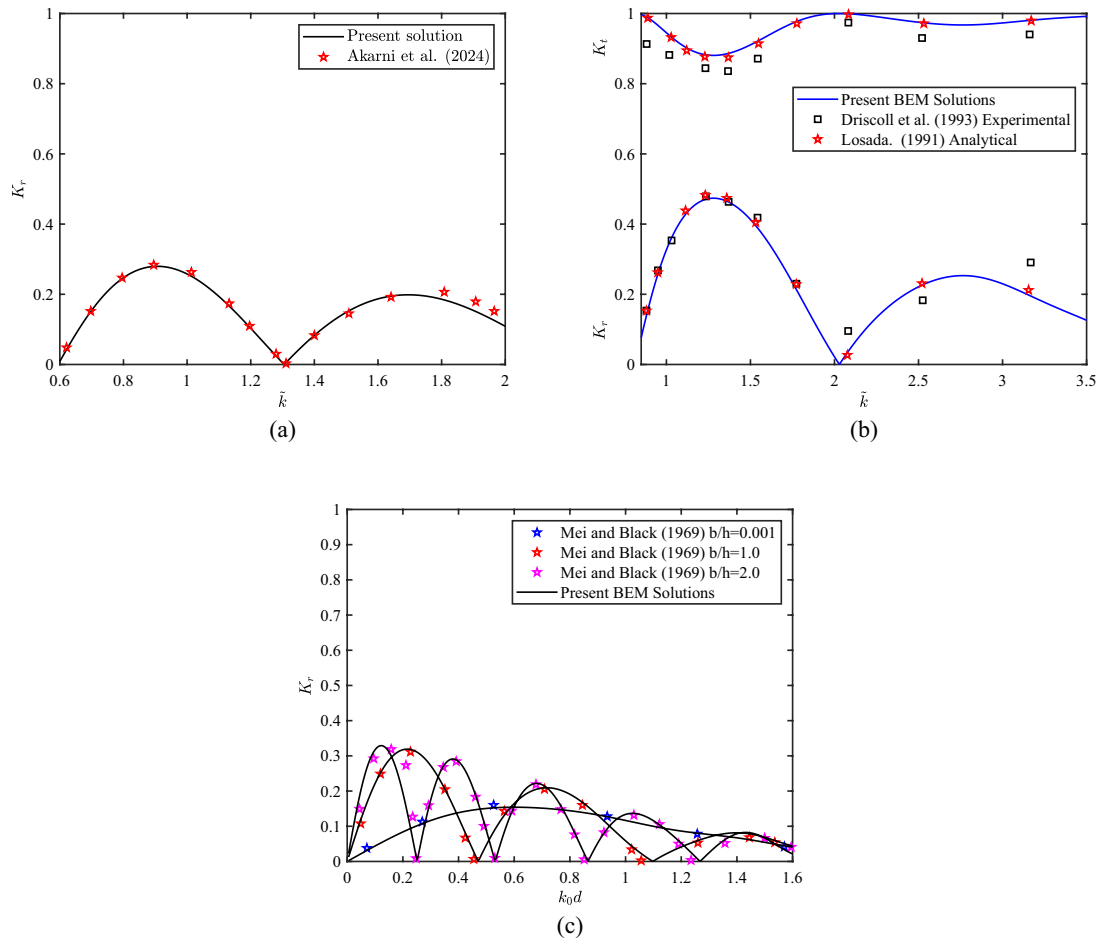 1
0.8
0.6
0.4
0.2
0
K_r
Present solution
Akarni et al. (2024)
0.6 0.8 1 1.2 1.4 1.6 1.8 2
k̃
(a)
1
0.8
0.6
0.4
0.2
0
K_t
K_r
Present BEM Solutions
Driscoll et al. (1993) Experimental
Losada. (1991) Analytical
1 1.5 2 2.5 3 3.5
k̃
(b)
1
0.9
0.8
0.7
0.6
0.5
0.4
0.3
0.2
0.1
0
K_r
Mei and Black (1969) b/h=0.001
Mei and Black (1969) b/h=1.0
Mei and Black (1969) b/h=2.0
Present BEM Solutions
0 0.2 0.4 0.6 0.8 1 1.2 1.4 1.6
k₀d
(c)